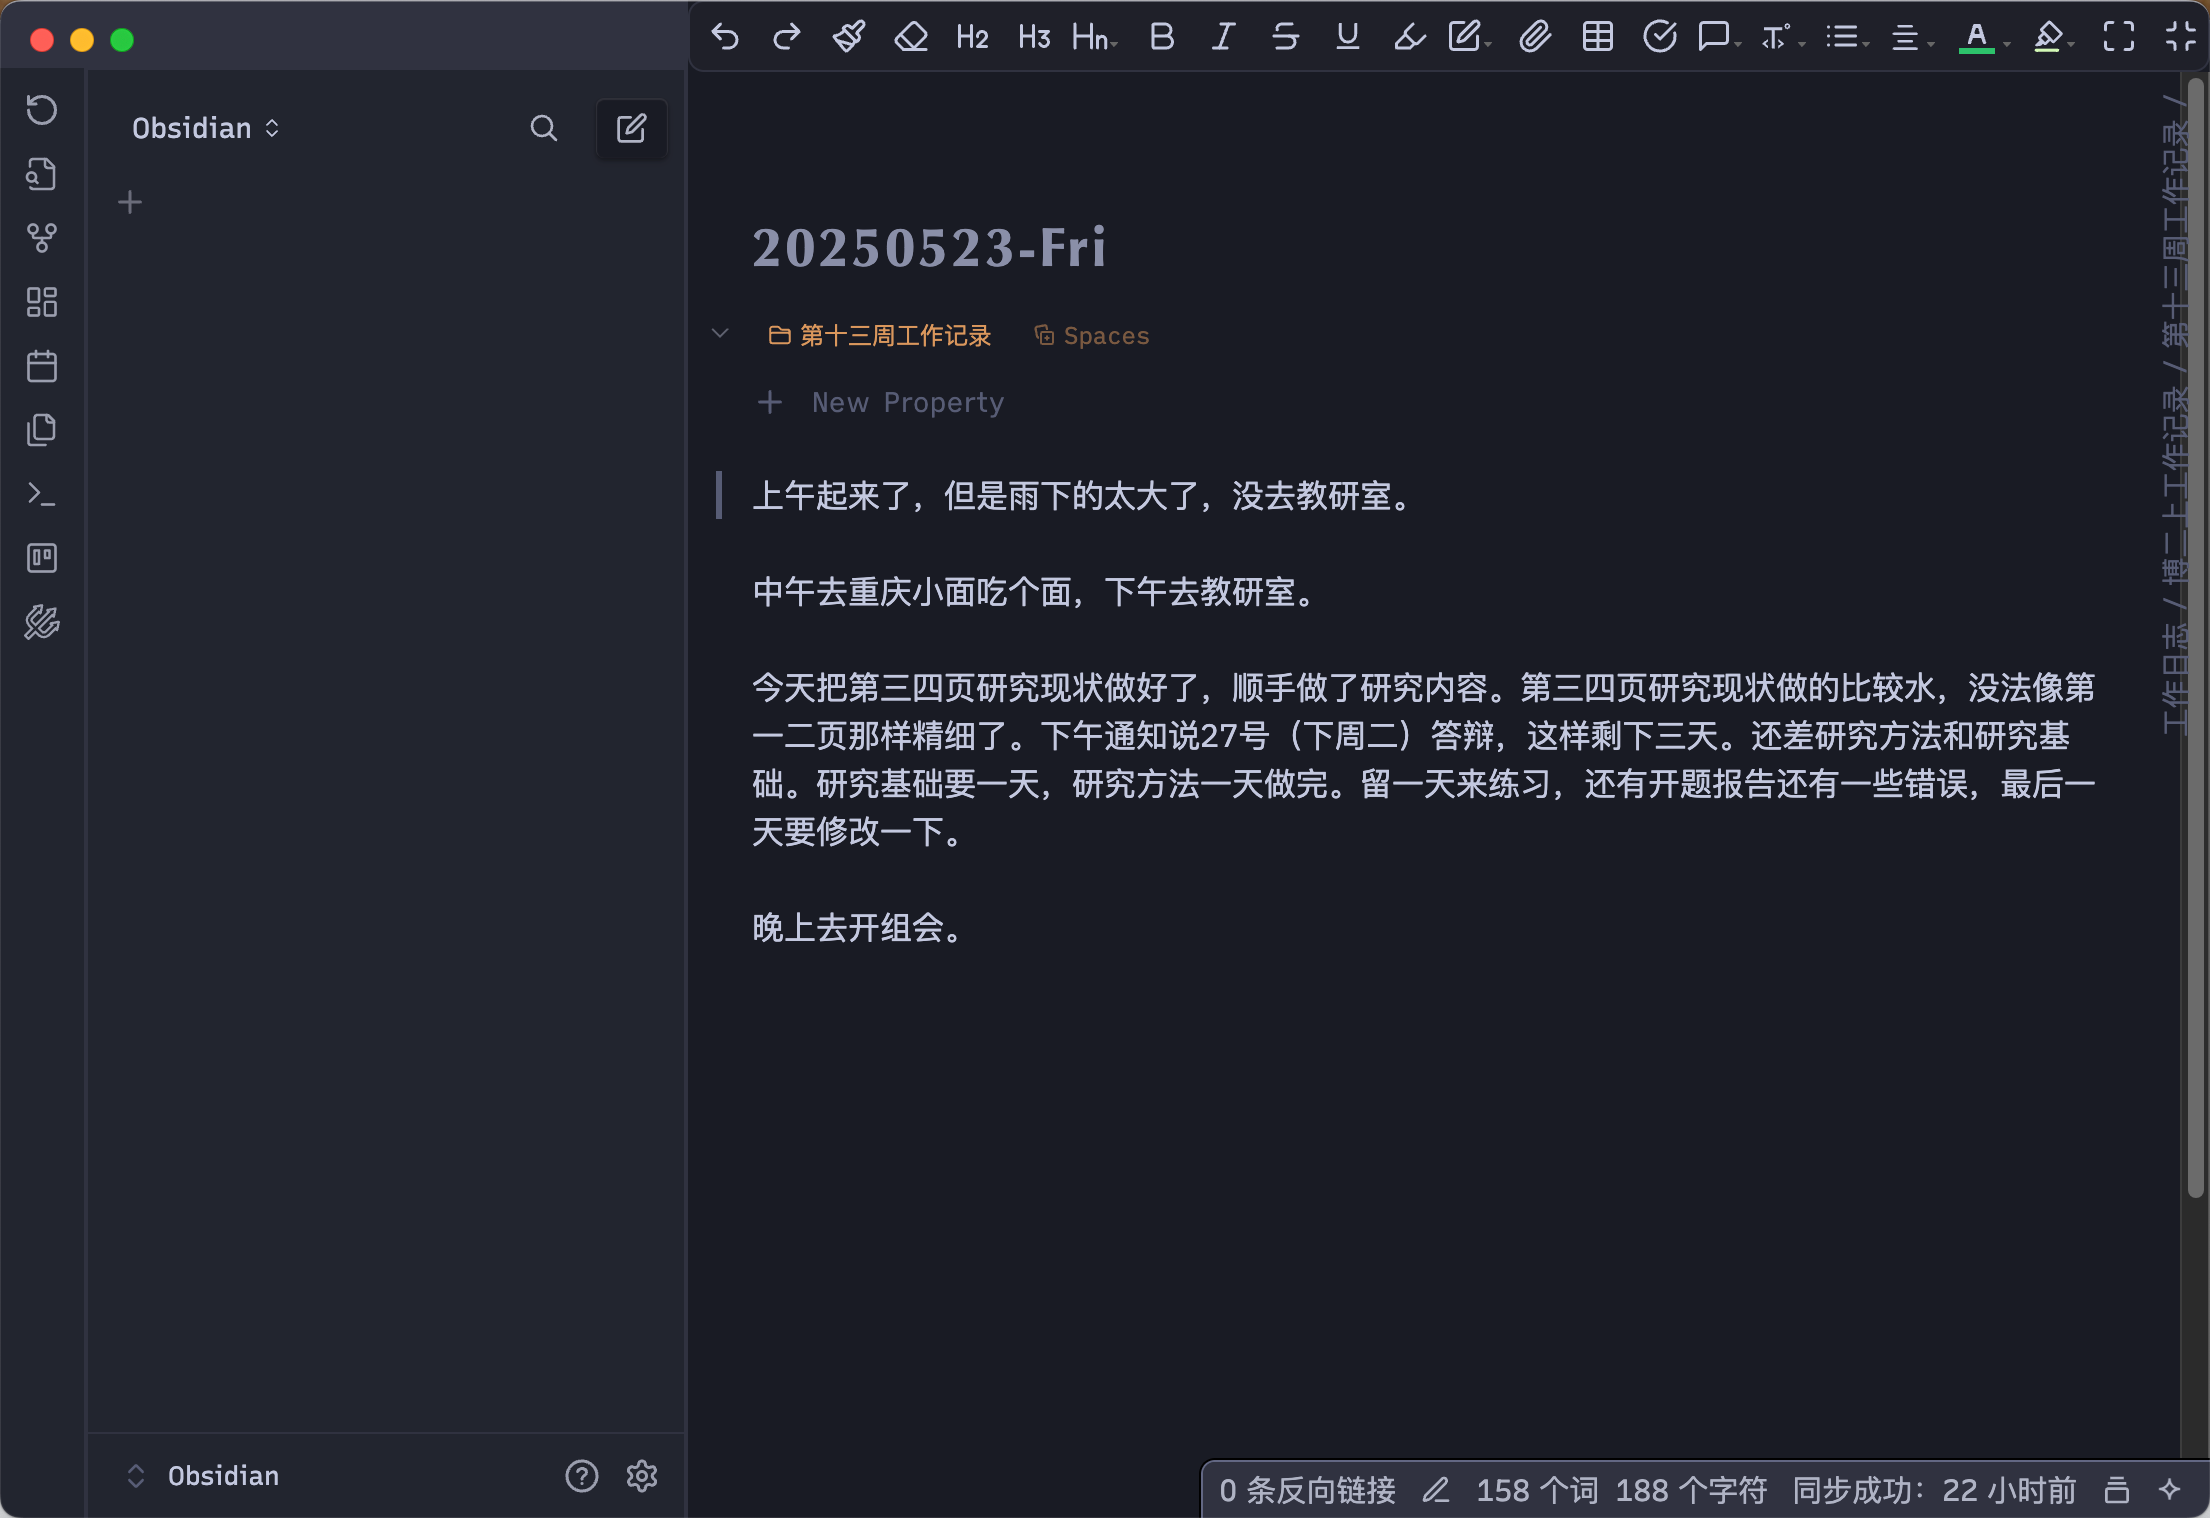 H2 H3 Hn B I S U T A
Obsidian
20250523-Fri
第十三周工作记录 Spaces
New Property
上午起来了，但是雨下的太大了，没去教研室。
中午去重庆小面吃个面，下午去教研室。
今天把第三四页研究现状做好了，顺手做了研究内容。第三四页研究现状做的比较水，没法像第
一二页那样精细了。下午通知说27号（下周二）答辩，这样剩下三天。还差研究方法和研究基
础。研究基础要一天，研究方法一天做完。留一天来练习，还有开题报告还有一些错误，最后一
天要修改一下。
晚上去开组会。
工作日志 / 博二上工作记录 / 第十三周工作记录 /
Obsidian
0 条反向链接 158 个词 188 个字符 同步成功：22 小时前